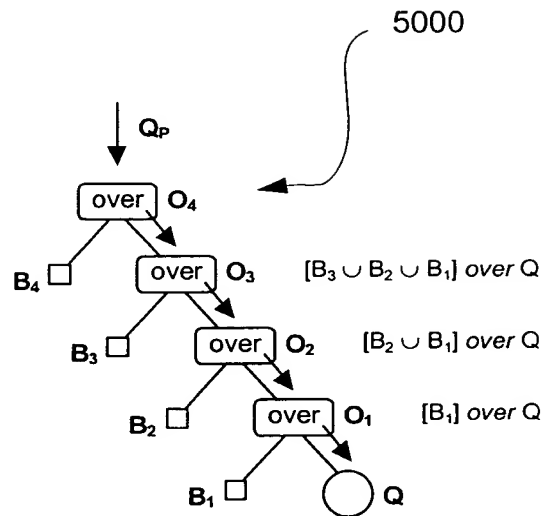 5000
Qₚ
over O₄
B₄
over O₃ [B₃ ∪ B₂ ∪ B₁] over Q
B₃
over O₂ [B₂ ∪ B₁] over Q
B₂
over O₁ [B₁] over Q
B₁ Q